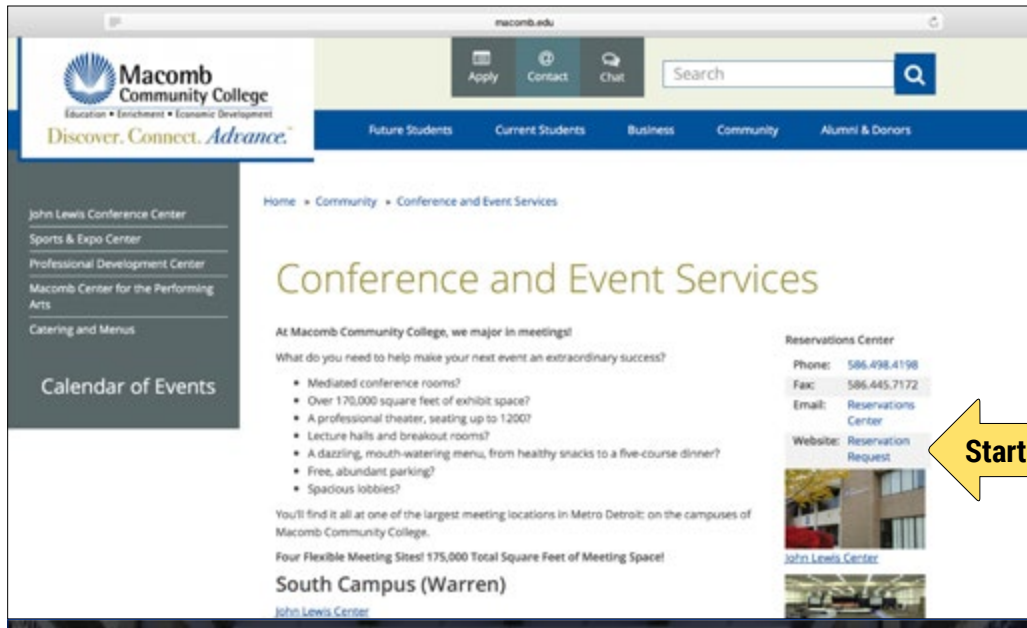 macomb.edu
Macomb
Community College
Education • Enrichment • Economic Development
Discover. Connect. Advance.™
Apply
Contact
Chat
Search
Future Students
Current Students
Business
Community
Alumni & Donors
John Lewis Conference Center
Sports & Expo Center
Professional Development Center
Macomb Center for the Performing
Arts
Catering and Menus
Calendar of Events
Home » Community » Conference and Event Services
Conference and Event Services
At Macomb Community College, we major in meetings!
What do you need to help make your next event an extraordinary success?
• Mediated conference rooms?
• Over 170,000 square feet of exhibit space?
• A professional theater, seating up to 1200?
• Lecture halls and breakout rooms?
• A dazzling, mouth-watering menu, from healthy snacks to a five-course dinner?
• Free, abundant parking?
• Spacious lobbies?
You'll find it all at one of the largest meeting locations in Metro Detroit: on the campuses of
Macomb Community College.
Four Flexible Meeting Sites! 175,000 Total Square Feet of Meeting Space!
South Campus (Warren)
John Lewis Center
Reservations Center
Phone: 586.498.4198
Fax: 586.445.7172
Email: Reservations
Center
Website: Reservation
Request
Start
John Lewis Center